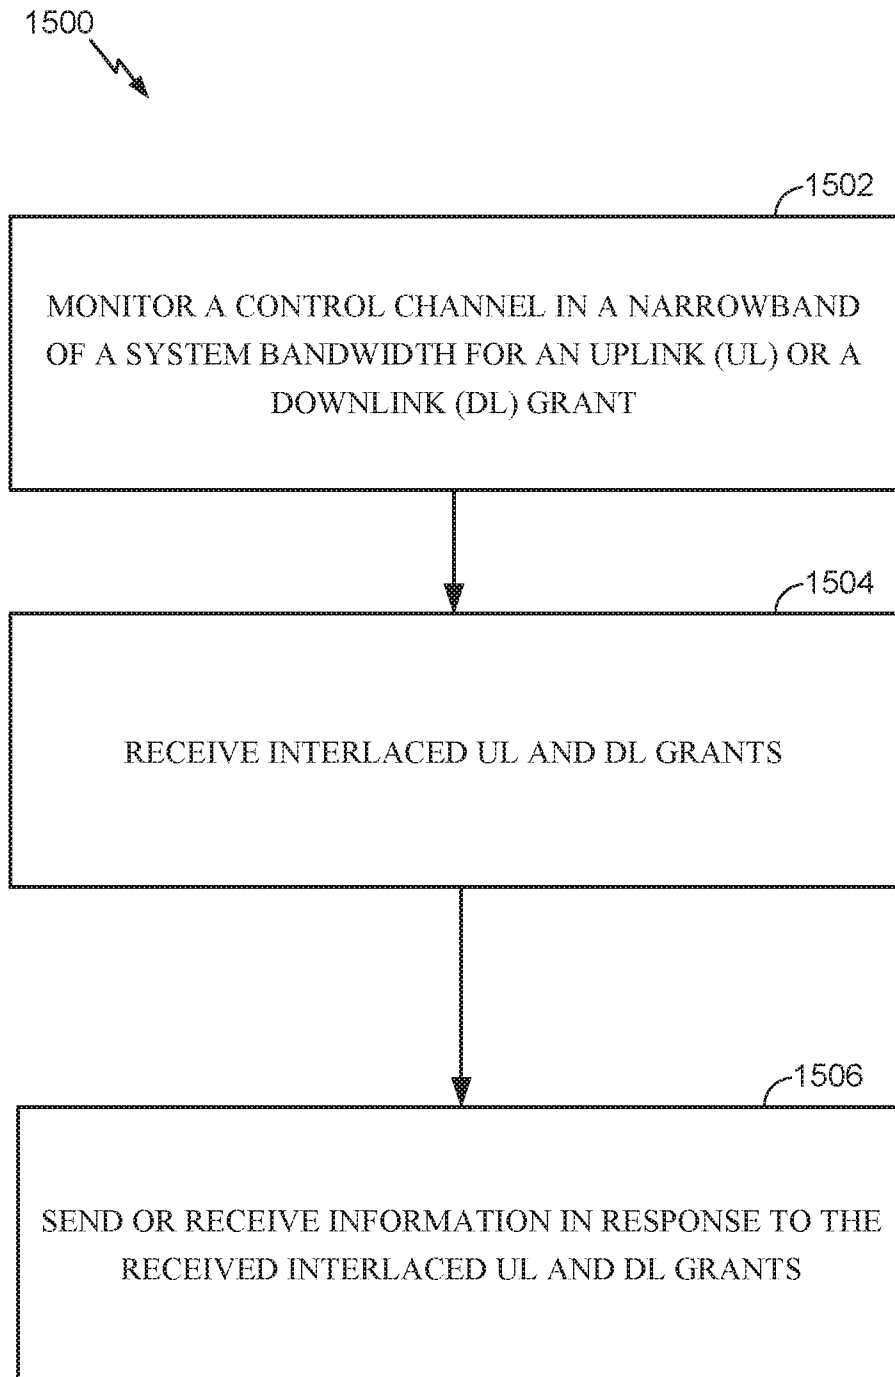 1500
1502
MONITOR A CONTROL CHANNEL IN A NARROWBAND
OF A SYSTEM BANDWIDTH FOR AN UPLINK (UL) OR A
DOWNLINK (DL) GRANT
1504
RECEIVE INTERLACED UL AND DL GRANTS
1506
SEND OR RECEIVE INFORMATION IN RESPONSE TO THE
RECEIVED INTERLACED UL AND DL GRANTS